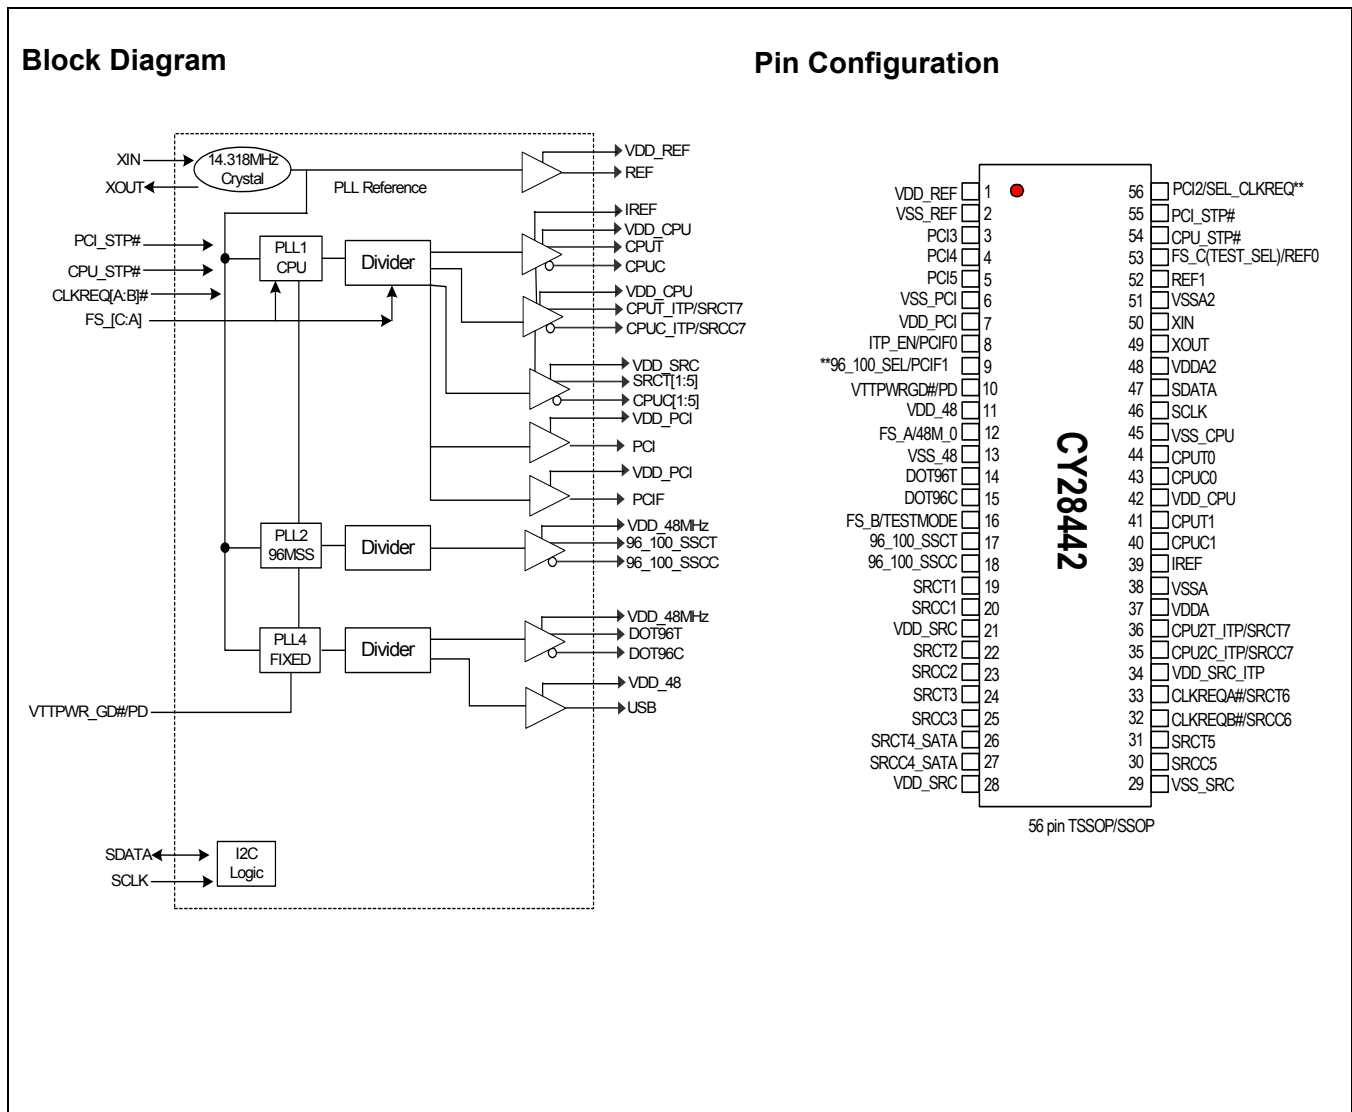 Block Diagram
Pin Configuration
XIN
XOUT
14.318MHz
Crystal
PLL Reference
VDD_REF
REF
PCI_STP#
CPU_STP#
CLKREQ[A:B]#
FS_[C:A]
PLL1
CPU
Divider
IREF
VDD_CPU
CPUT
CPUC
VDD_CPU
CPUT_ITP/SRCT7
CPUC_ITP/SRCC7
VDD_SRC
SRCT[1:5]
CPUC[1:5]
VDD_PCI
PCI
VDD_PCI
PCIF
PLL2
96MSS
Divider
VDD_48MHz
96_100_SSCT
96_100_SSCC
PLL4
FIXED
Divider
VDD_48MHz
DOT96T
DOT96C
VDD_48
USB
VTTPWR_GD#/PD
SDATA
SCLK
I2C
Logic
VDD_REF 1
VSS_REF 2
PCI3 3
PCI4 4
PCI5 5
VSS_PCI 6
VDD_PCI 7
ITP_EN/PCIF0 8
**96_100_SEL/PCIF1 9
VTTPWRGD#/PD 10
VDD_48 11
FS_A/48M_0 12
VSS_48 13
DOT96T 14
DOT96C 15
FS_B/TESTMODE 16
96_100_SSCT 17
96_100_SSCC 18
SRCT1 19
SRCC1 20
VDD_SRC 21
SRCT2 22
SRCC2 23
SRCT3 24
SRCC3 25
SRCT4_SATA 26
SRCC4_SATA 27
VDD_SRC 28
CY28442
56 PCI2/SEL_CLKREQ**
55 PCI_STP#
54 CPU_STP#
53 FS_C(TEST_SEL)/REF0
52 REF1
51 VSSA2
50 XIN
49 XOUT
48 VDDA2
47 SDATA
46 SCLK
45 VSS_CPU
44 CPUT0
43 CPUC0
42 VDD_CPU
41 CPUT1
40 CPUC1
39 IREF
38 VSSA
37 VDDA
36 CPU2T_ITP/SRCT7
35 CPU2C_ITP/SRCC7
34 VDD_SRC_ITP
33 CLKREQA#/SRCT6
32 CLKREQB#/SRCC6
31 SRCT5
30 SRCC5
29 VSS_SRC
56 pin TSSOP/SSOP